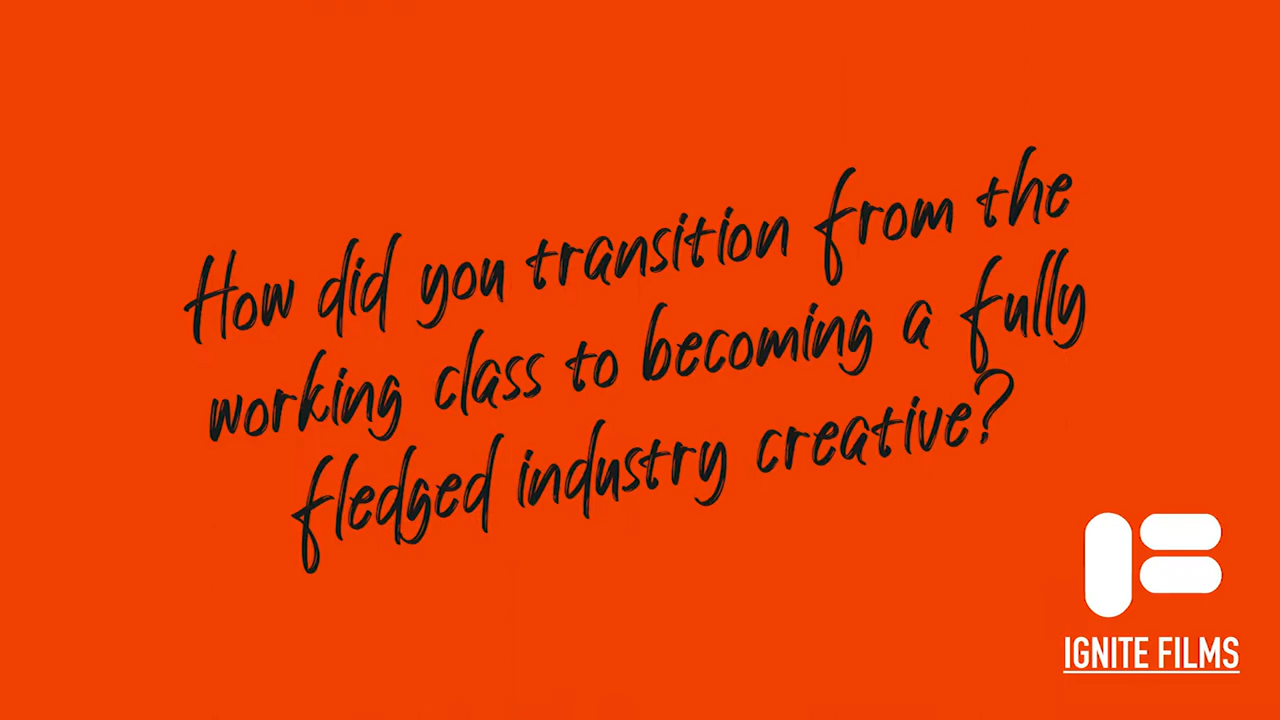 How did you transition from the
working class to becoming a fully
fledged industry creative?
IGNITE FILMS